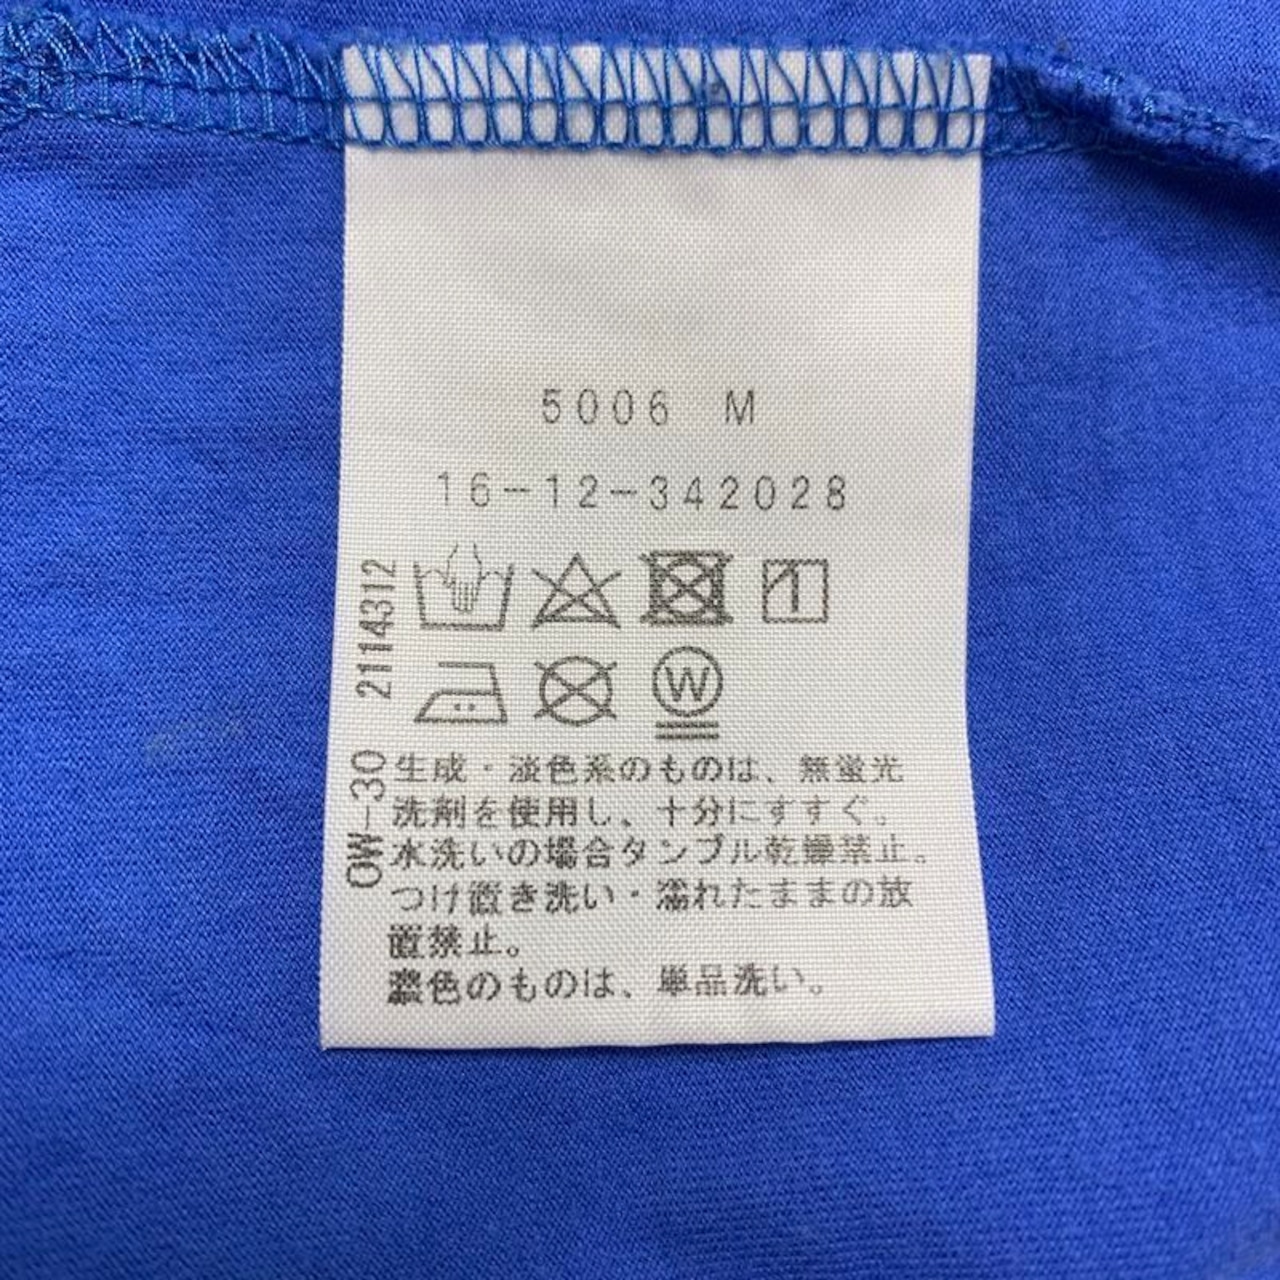 5006 M
16-12-342028
2114312
OW-30
W
生成・淡色系のものは、無蛍光
洗剤を使用し、十分にすすぐ。
水洗いの場合タンブル乾燥禁止。
つけ置き洗い・濡れたままの放
置禁止。
濃色のものは、単品洗い。